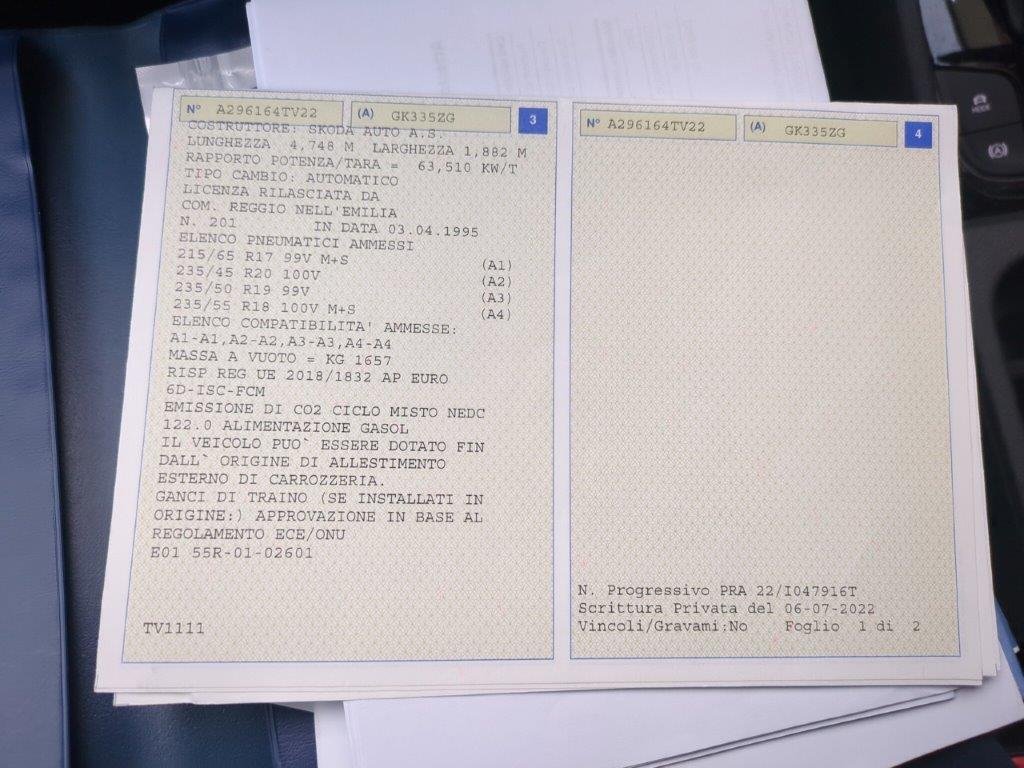 N° A296164TV22 (A) GK335ZG 3
COSTRUTTORE: SKODA AUTO A.S.
LUNGHEZZA 4,748 M LARGHEZZA 1,882 M
RAPPORTO POTENZA/TARA = 63,510 KW/T
TIPO CAMBIO: AUTOMATICO
LICENZA RILASCIATA DA
COM. REGGIO NELL'EMILIA
N. 201 IN DATA 03.04.1995
ELENCO PNEUMATICI AMMESSI
215/65 R17 99V M+S (A1)
235/45 R20 100V (A2)
235/50 R19 99V (A3)
235/55 R18 100V M+S (A4)
ELENCO COMPATIBILITA' AMMESSE:
A1-A1,A2-A2,A3-A3,A4-A4
MASSA A VUOTO = KG 1657
RISP REG UE 2018/1832 AP EURO
6D-ISC-FCM
EMISSIONE DI CO2 CICLO MISTO NEDC
122.0 ALIMENTAZIONE GASOL
IL VEICOLO PUO` ESSERE DOTATO FIN
DALL` ORIGINE DI ALLESTIMENTO
ESTERNO DI CARROZZERIA.
GANCI DI TRAINO (SE INSTALLATI IN
ORIGINE:) APPROVAZIONE IN BASE AL
REGOLAMENTO ECE/ONU
E01 55R-01-02601
TV1111
N° A296164TV22 (A) GK335ZG 4
N. Progressivo PRA 22/I047916T
Scrittura Privata del 06-07-2022
Vincoli/Gravami:No Foglio 1 di 2
MODE